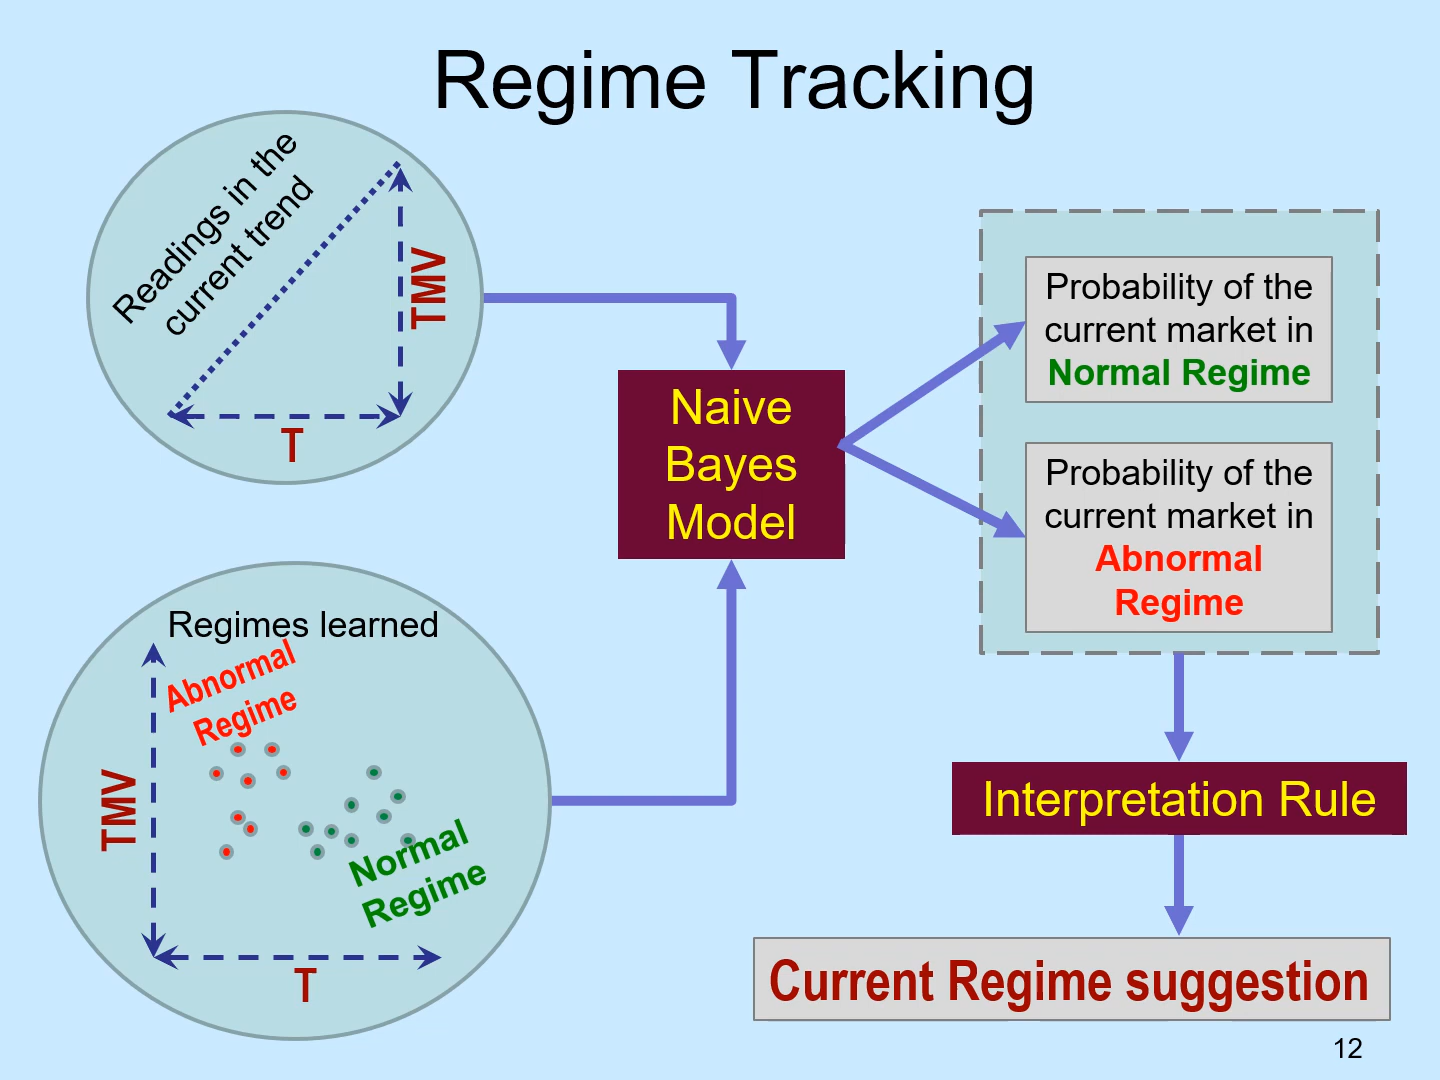 Regime Tracking
Readings in the
current trend
TMV
T
Naive
Bayes
Model
Probability of the
current market in
Normal Regime
Probability of the
current market in
Abnormal
Regime
Regimes learned
Abnormal
Regime
TMV
Normal
Regime
T
Interpretation Rule
Current Regime suggestion
12